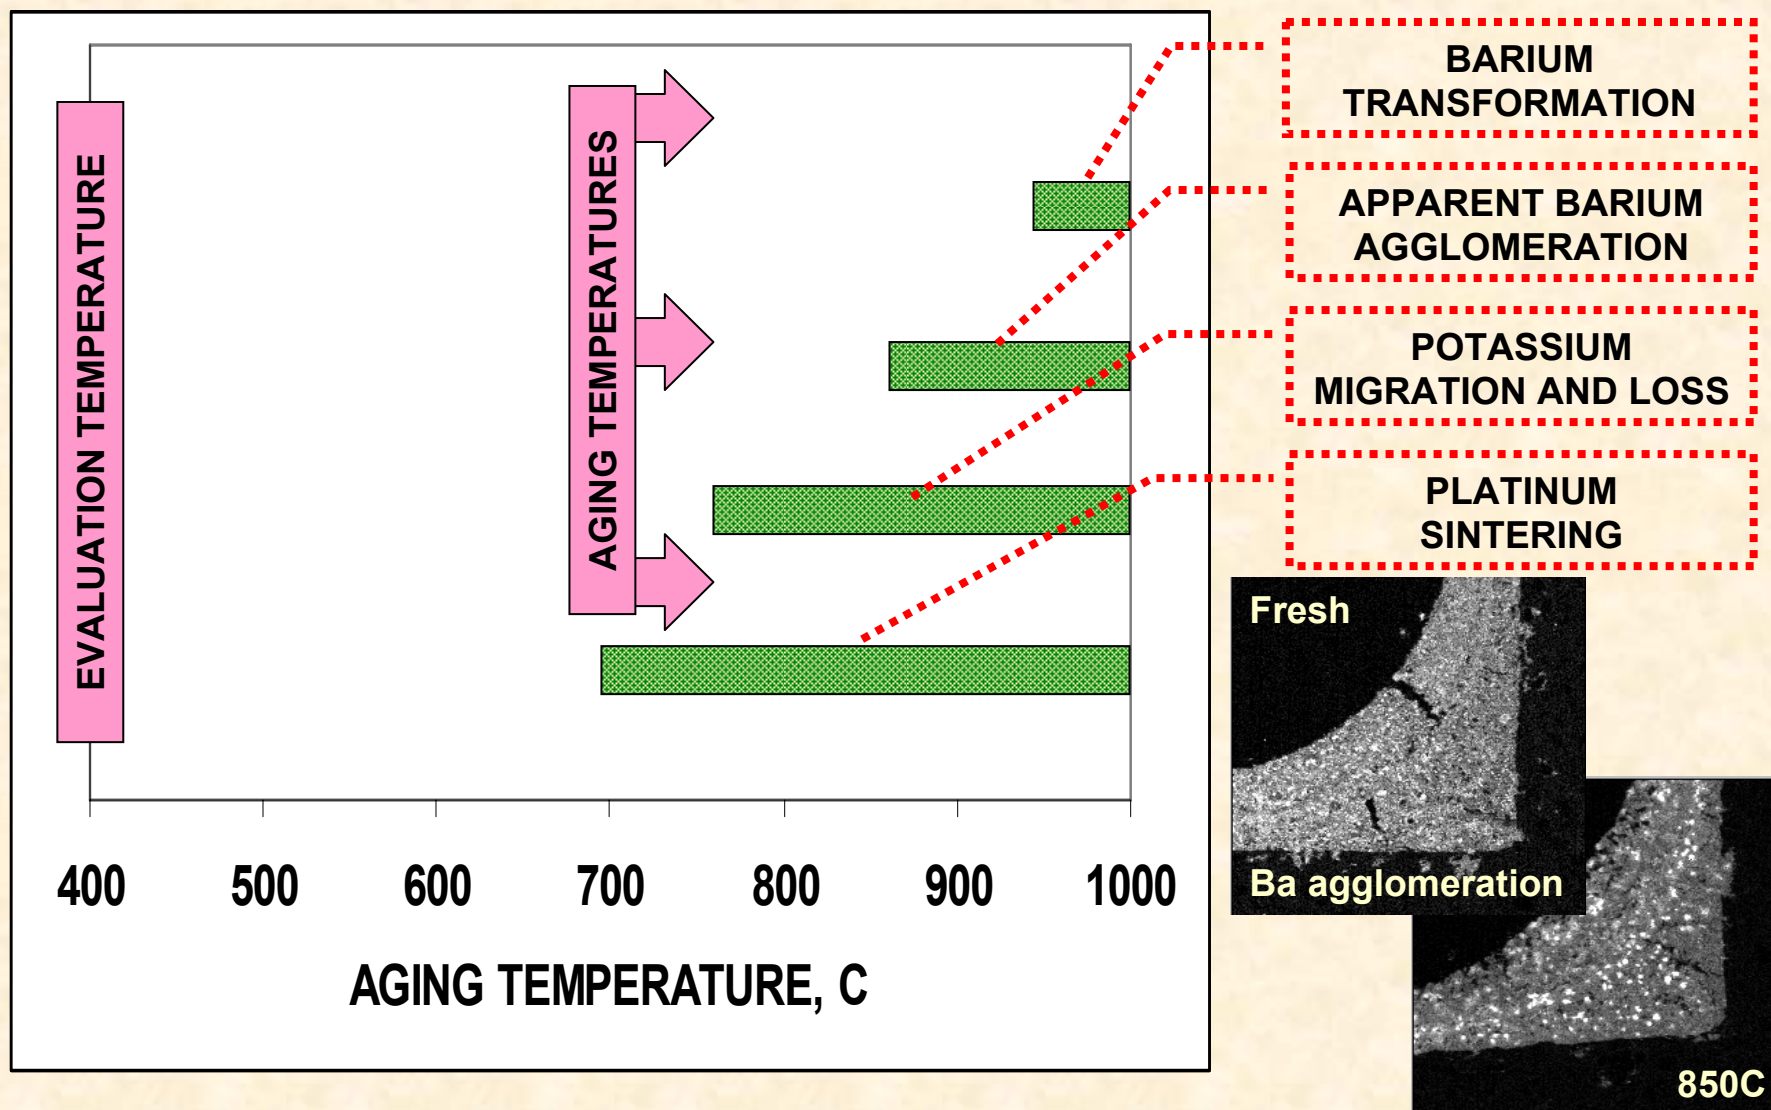 EVALUATION TEMPERATURE
AGING TEMPERATURES
BARIUM
TRANSFORMATION
APPARENT BARIUM
AGGLOMERATION
POTASSIUM
MIGRATION AND LOSS
PLATINUM
SINTERING
400 500 600 700 800 900 1000
AGING TEMPERATURE, C
Fresh
Ba agglomeration
850C